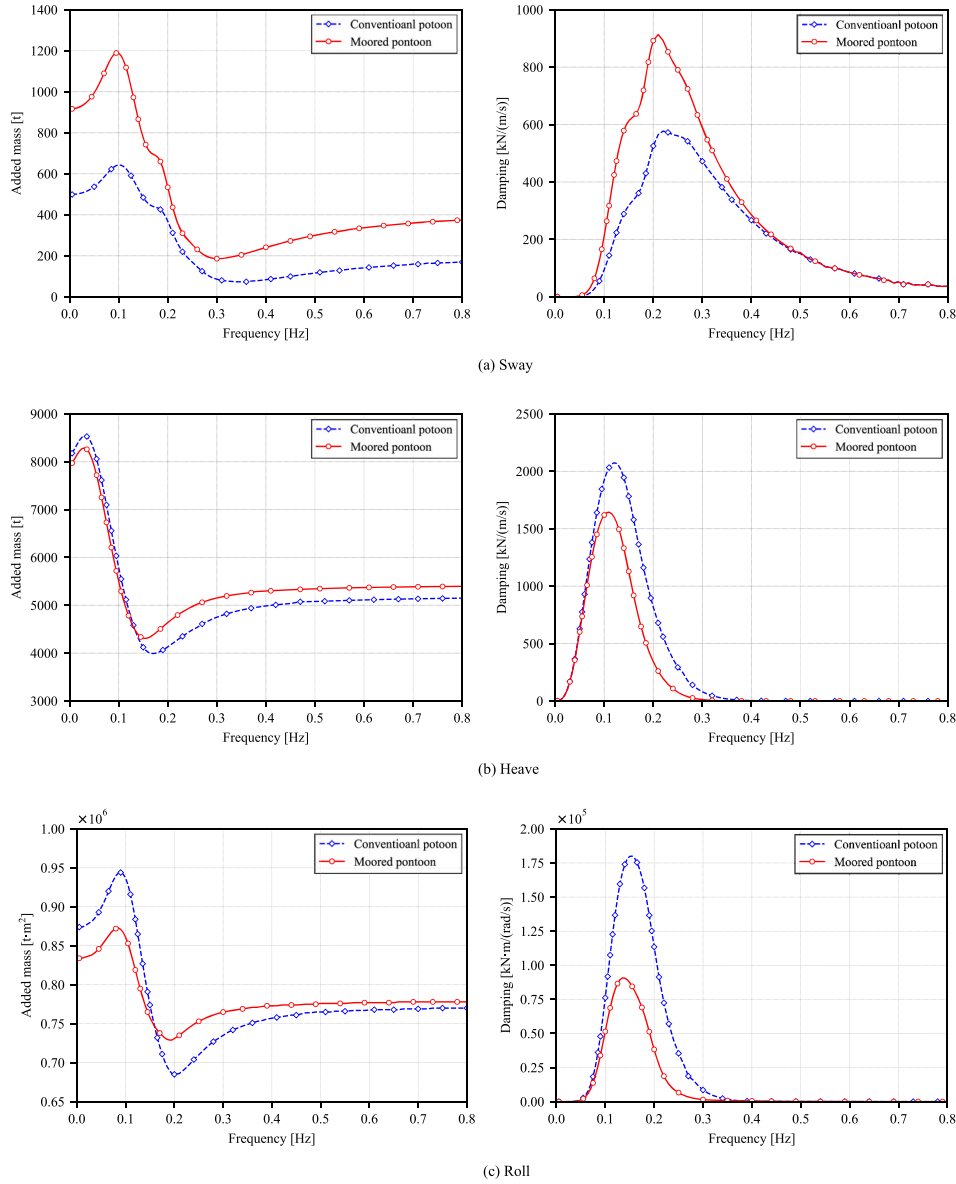 1400
1200
1000
800
600
400
200
0
Added mass [t]
0.0 0.1 0.2 0.3 0.4 0.5 0.6 0.7 0.8
Frequency [Hz]
Conventioanl potoon
Moored pontoon
1000
800
600
400
200
0
Damping [kN/(m/s)]
0.0 0.1 0.2 0.3 0.4 0.5 0.6 0.7 0.8
Frequency [Hz]
Conventioanl potoon
Moored pontoon
(a) Sway
9000
8000
7000
6000
5000
4000
3000
Added mass [t]
0.0 0.1 0.2 0.3 0.4 0.5 0.6 0.7 0.8
Frequency [Hz]
Conventioanl potoon
Moored pontoon
2500
2000
1500
1000
500
0
Damping [kN/(m/s)]
0.0 0.1 0.2 0.3 0.4 0.5 0.6 0.7 0.8
Frequency [Hz]
Conventioanl potoon
Moored pontoon
(b) Heave
×10⁶
1.00
0.95
0.90
0.85
0.80
0.75
0.70
0.65
Added mass [t·m²]
0.0 0.1 0.2 0.3 0.4 0.5 0.6 0.7 0.8
Frequency [Hz]
Conventioanl potoon
Moored pontoon
×10⁵
2.00
1.75
1.50
1.25
1.00
0.75
0.50
0.25
0.00
Damping [kN·m/(rad/s)]
0.0 0.1 0.2 0.3 0.4 0.5 0.6 0.7 0.8
Frequency [Hz]
Conventioanl potoon
Moored pontoon
(c) Roll